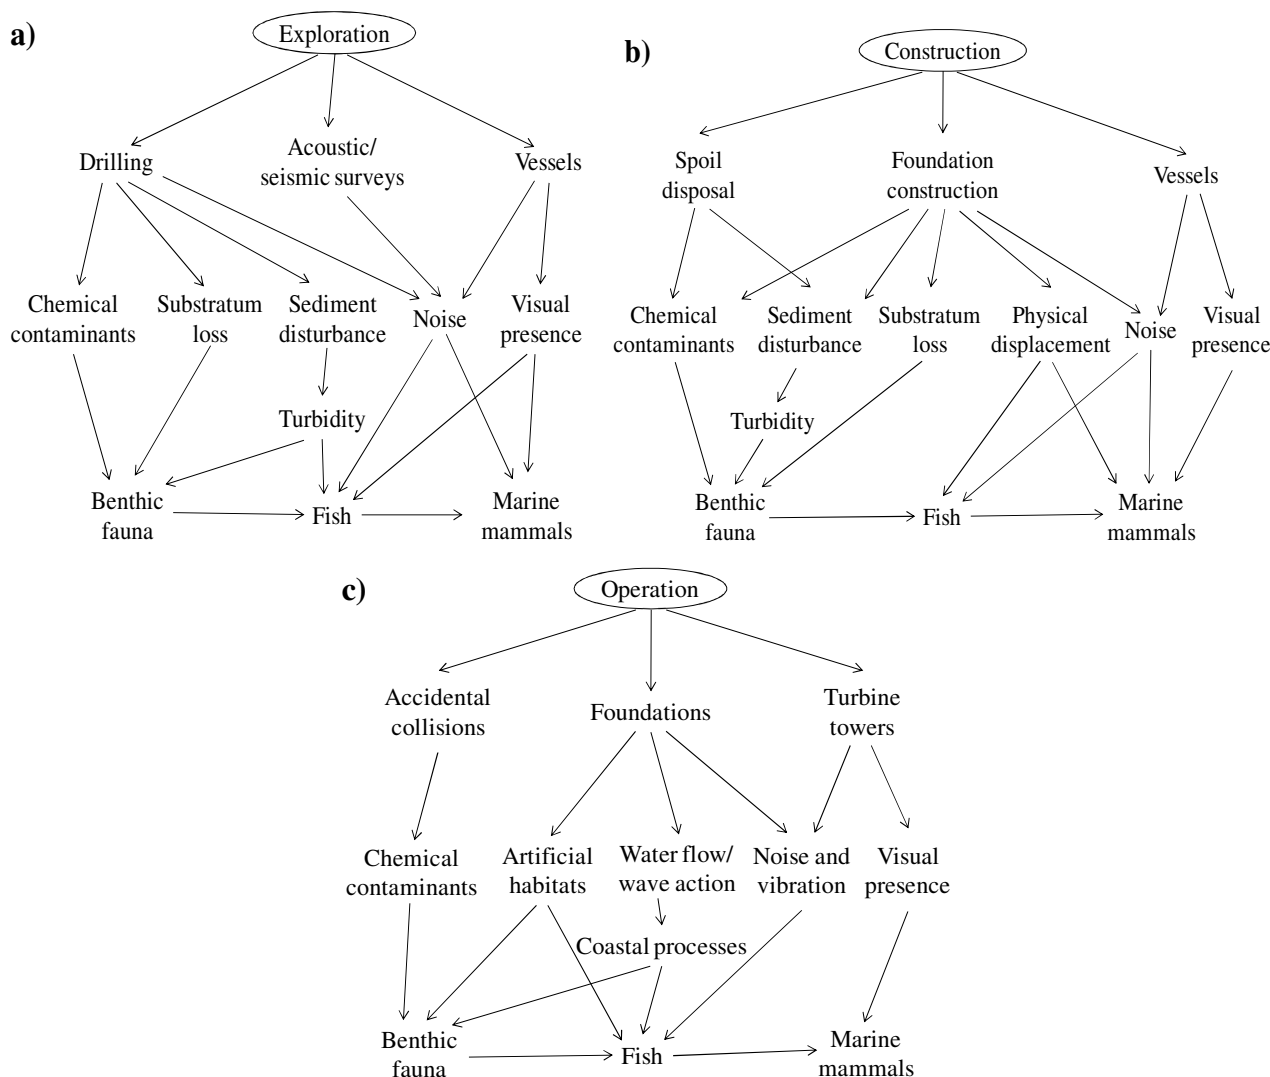 a)
Exploration
Drilling
Acoustic/
seismic surveys
Vessels
Chemical
contaminants
Substratum
loss
Sediment
disturbance
Noise
Visual
presence
Turbidity
Benthic
fauna
Fish
Marine
mammals
b)
Construction
Spoil
disposal
Foundation
construction
Vessels
Chemical
contaminants
Sediment
disturbance
Substratum
loss
Physical
displacement
Noise
Visual
presence
Turbidity
Benthic
fauna
Fish
Marine
mammals
c)
Operation
Accidental
collisions
Foundations
Turbine
towers
Chemical
contaminants
Artificial
habitats
Water flow/
wave action
Noise and
vibration
Visual
presence
Coastal processes
Benthic
fauna
Fish
Marine
mammals